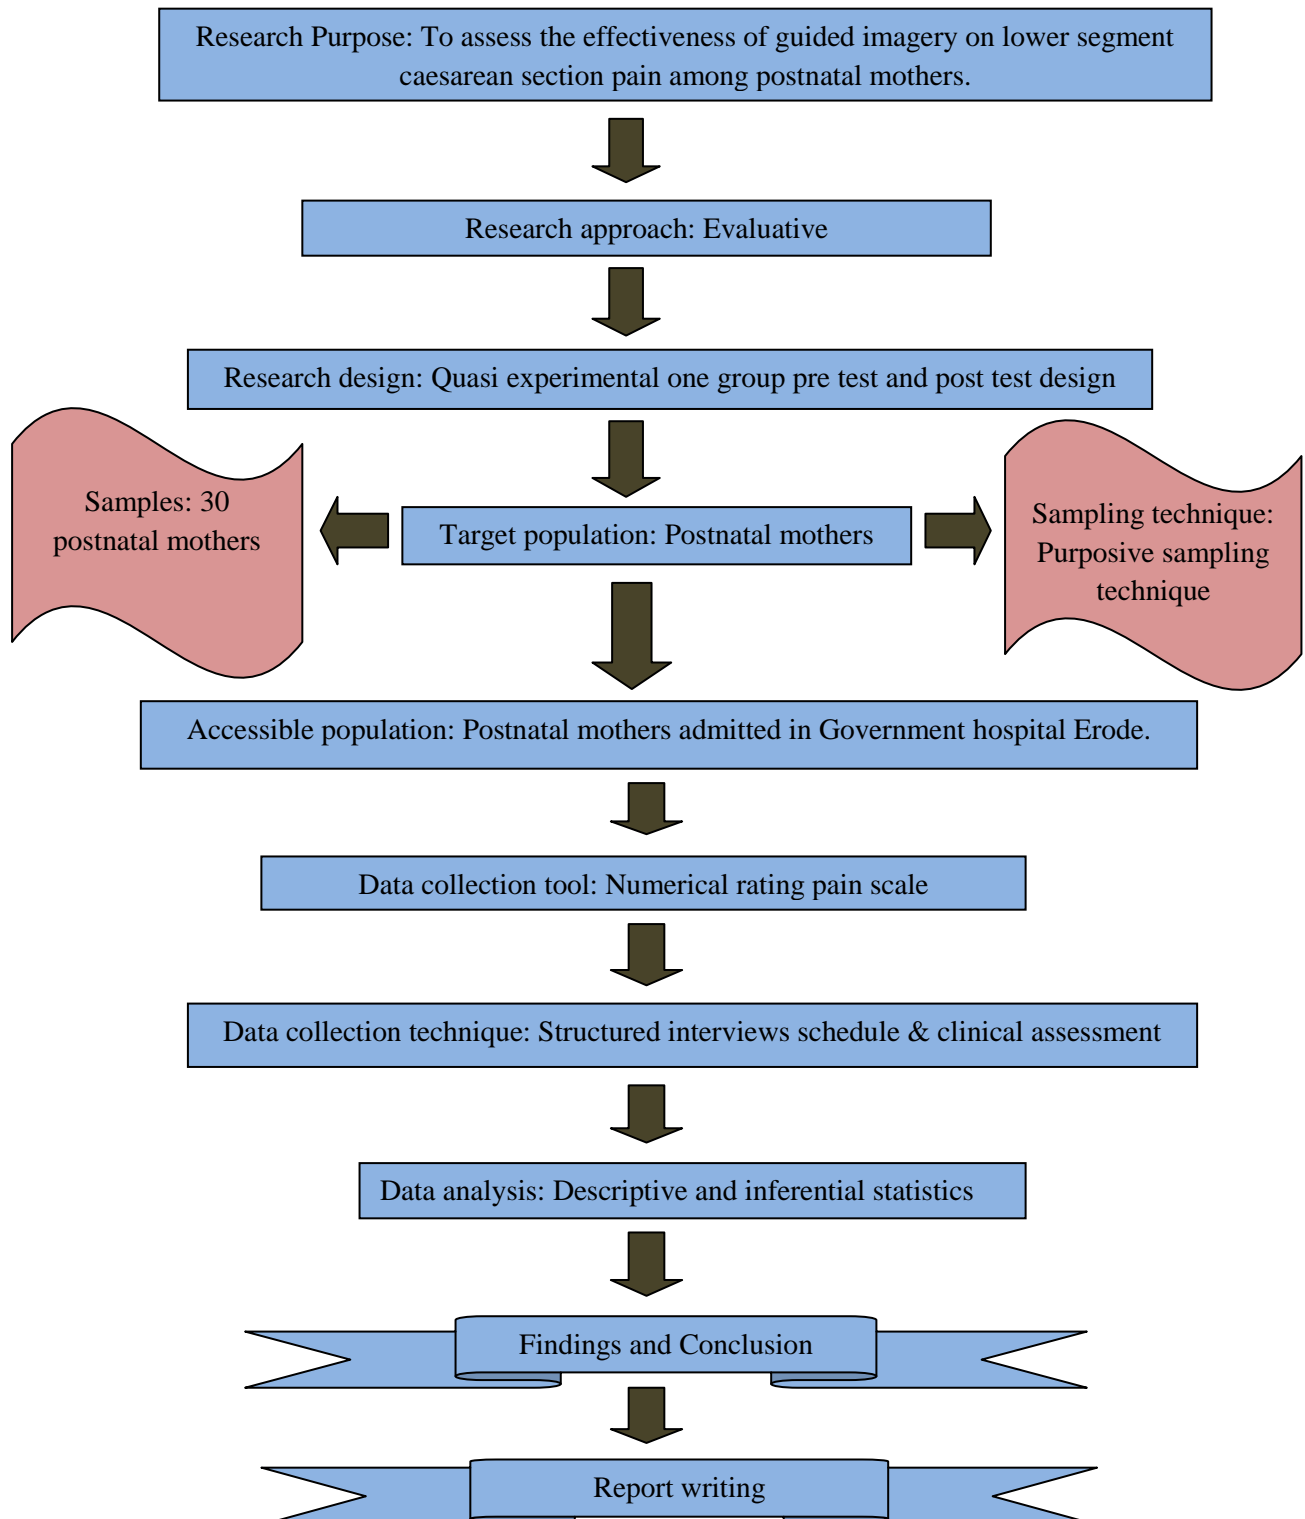 Research Purpose: To assess the effectiveness of guided imagery on lower segment
caesarean section pain among postnatal mothers.
Research approach: Evaluative
Research design: Quasi experimental one group pre test and post test design
Samples: 30
postnatal mothers
Target population: Postnatal mothers
Sampling technique:
Purposive sampling
technique
Accessible population: Postnatal mothers admitted in Government hospital Erode.
Data collection tool: Numerical rating pain scale
Data collection technique: Structured interviews schedule & clinical assessment
Data analysis: Descriptive and inferential statistics
Findings and Conclusion
Report writing